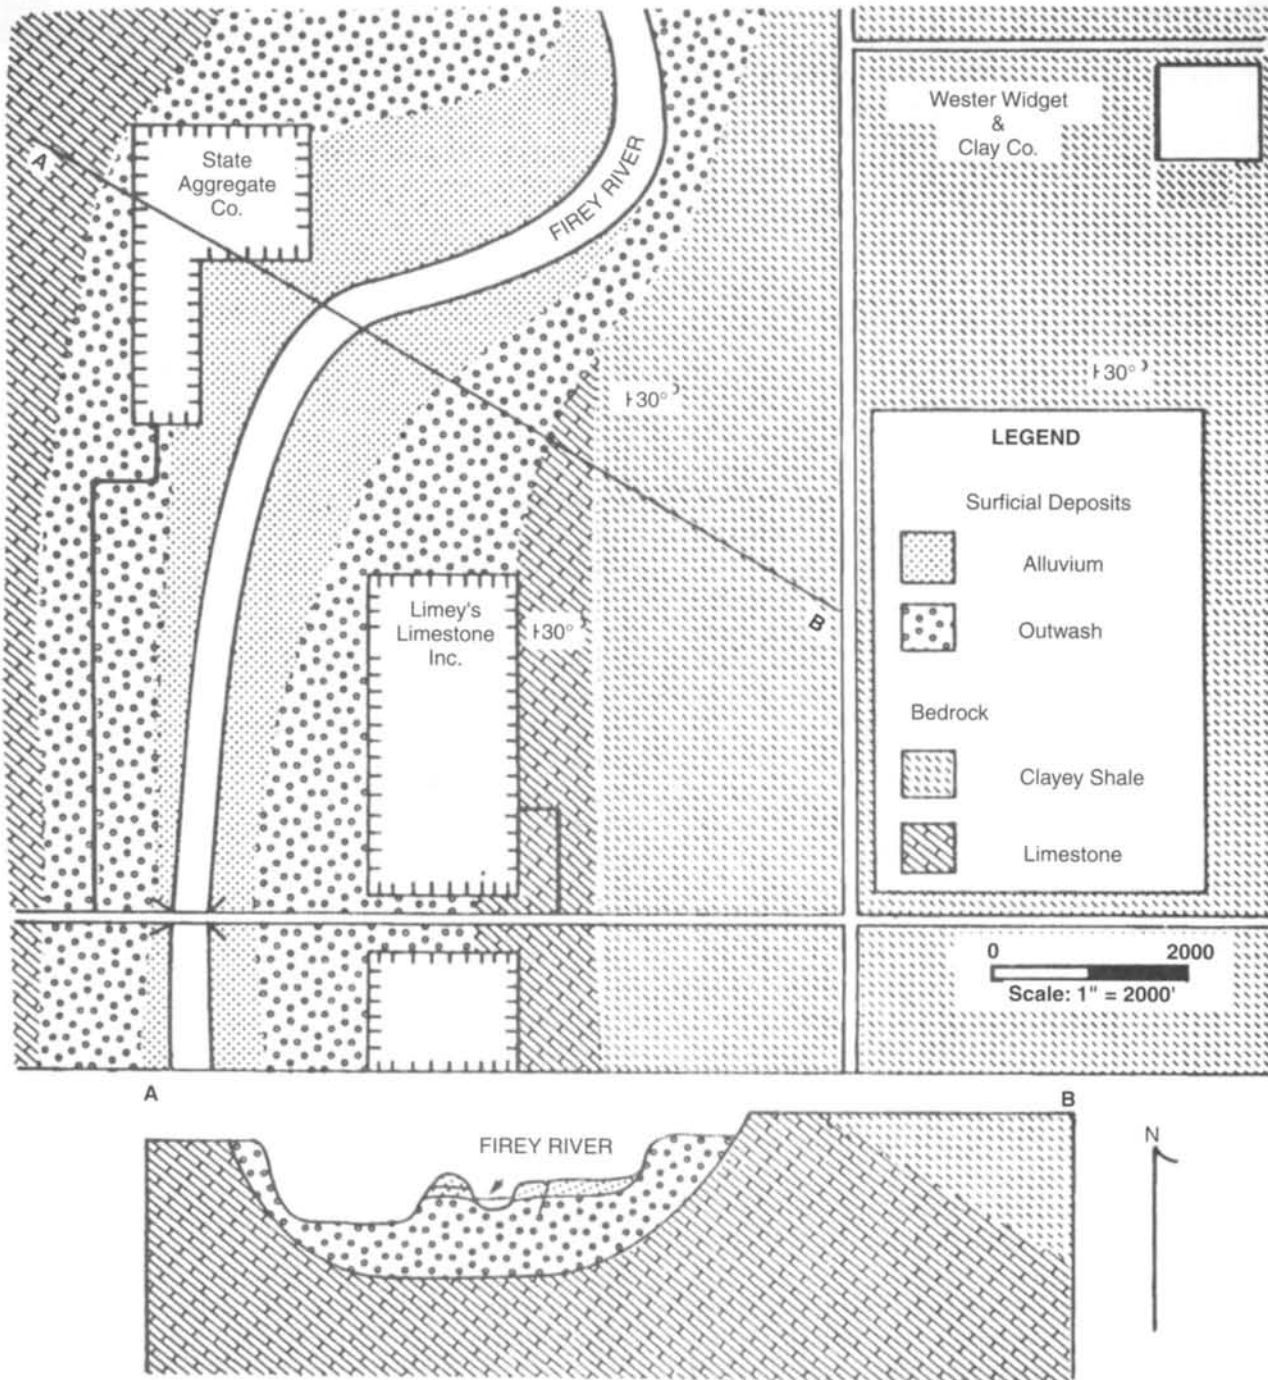 Wester Widget
&
Clay Co.
State
Aggregate
Co.
A
FIREY RIVER
30°
30°
LEGEND
Surficial Deposits
Alluvium
Outwash
Bedrock
Clayey Shale
Limestone
Limey's
Limestone
Inc.
30°
B
0 2000
Scale: 1" = 2000'
A B
FIREY RIVER
N